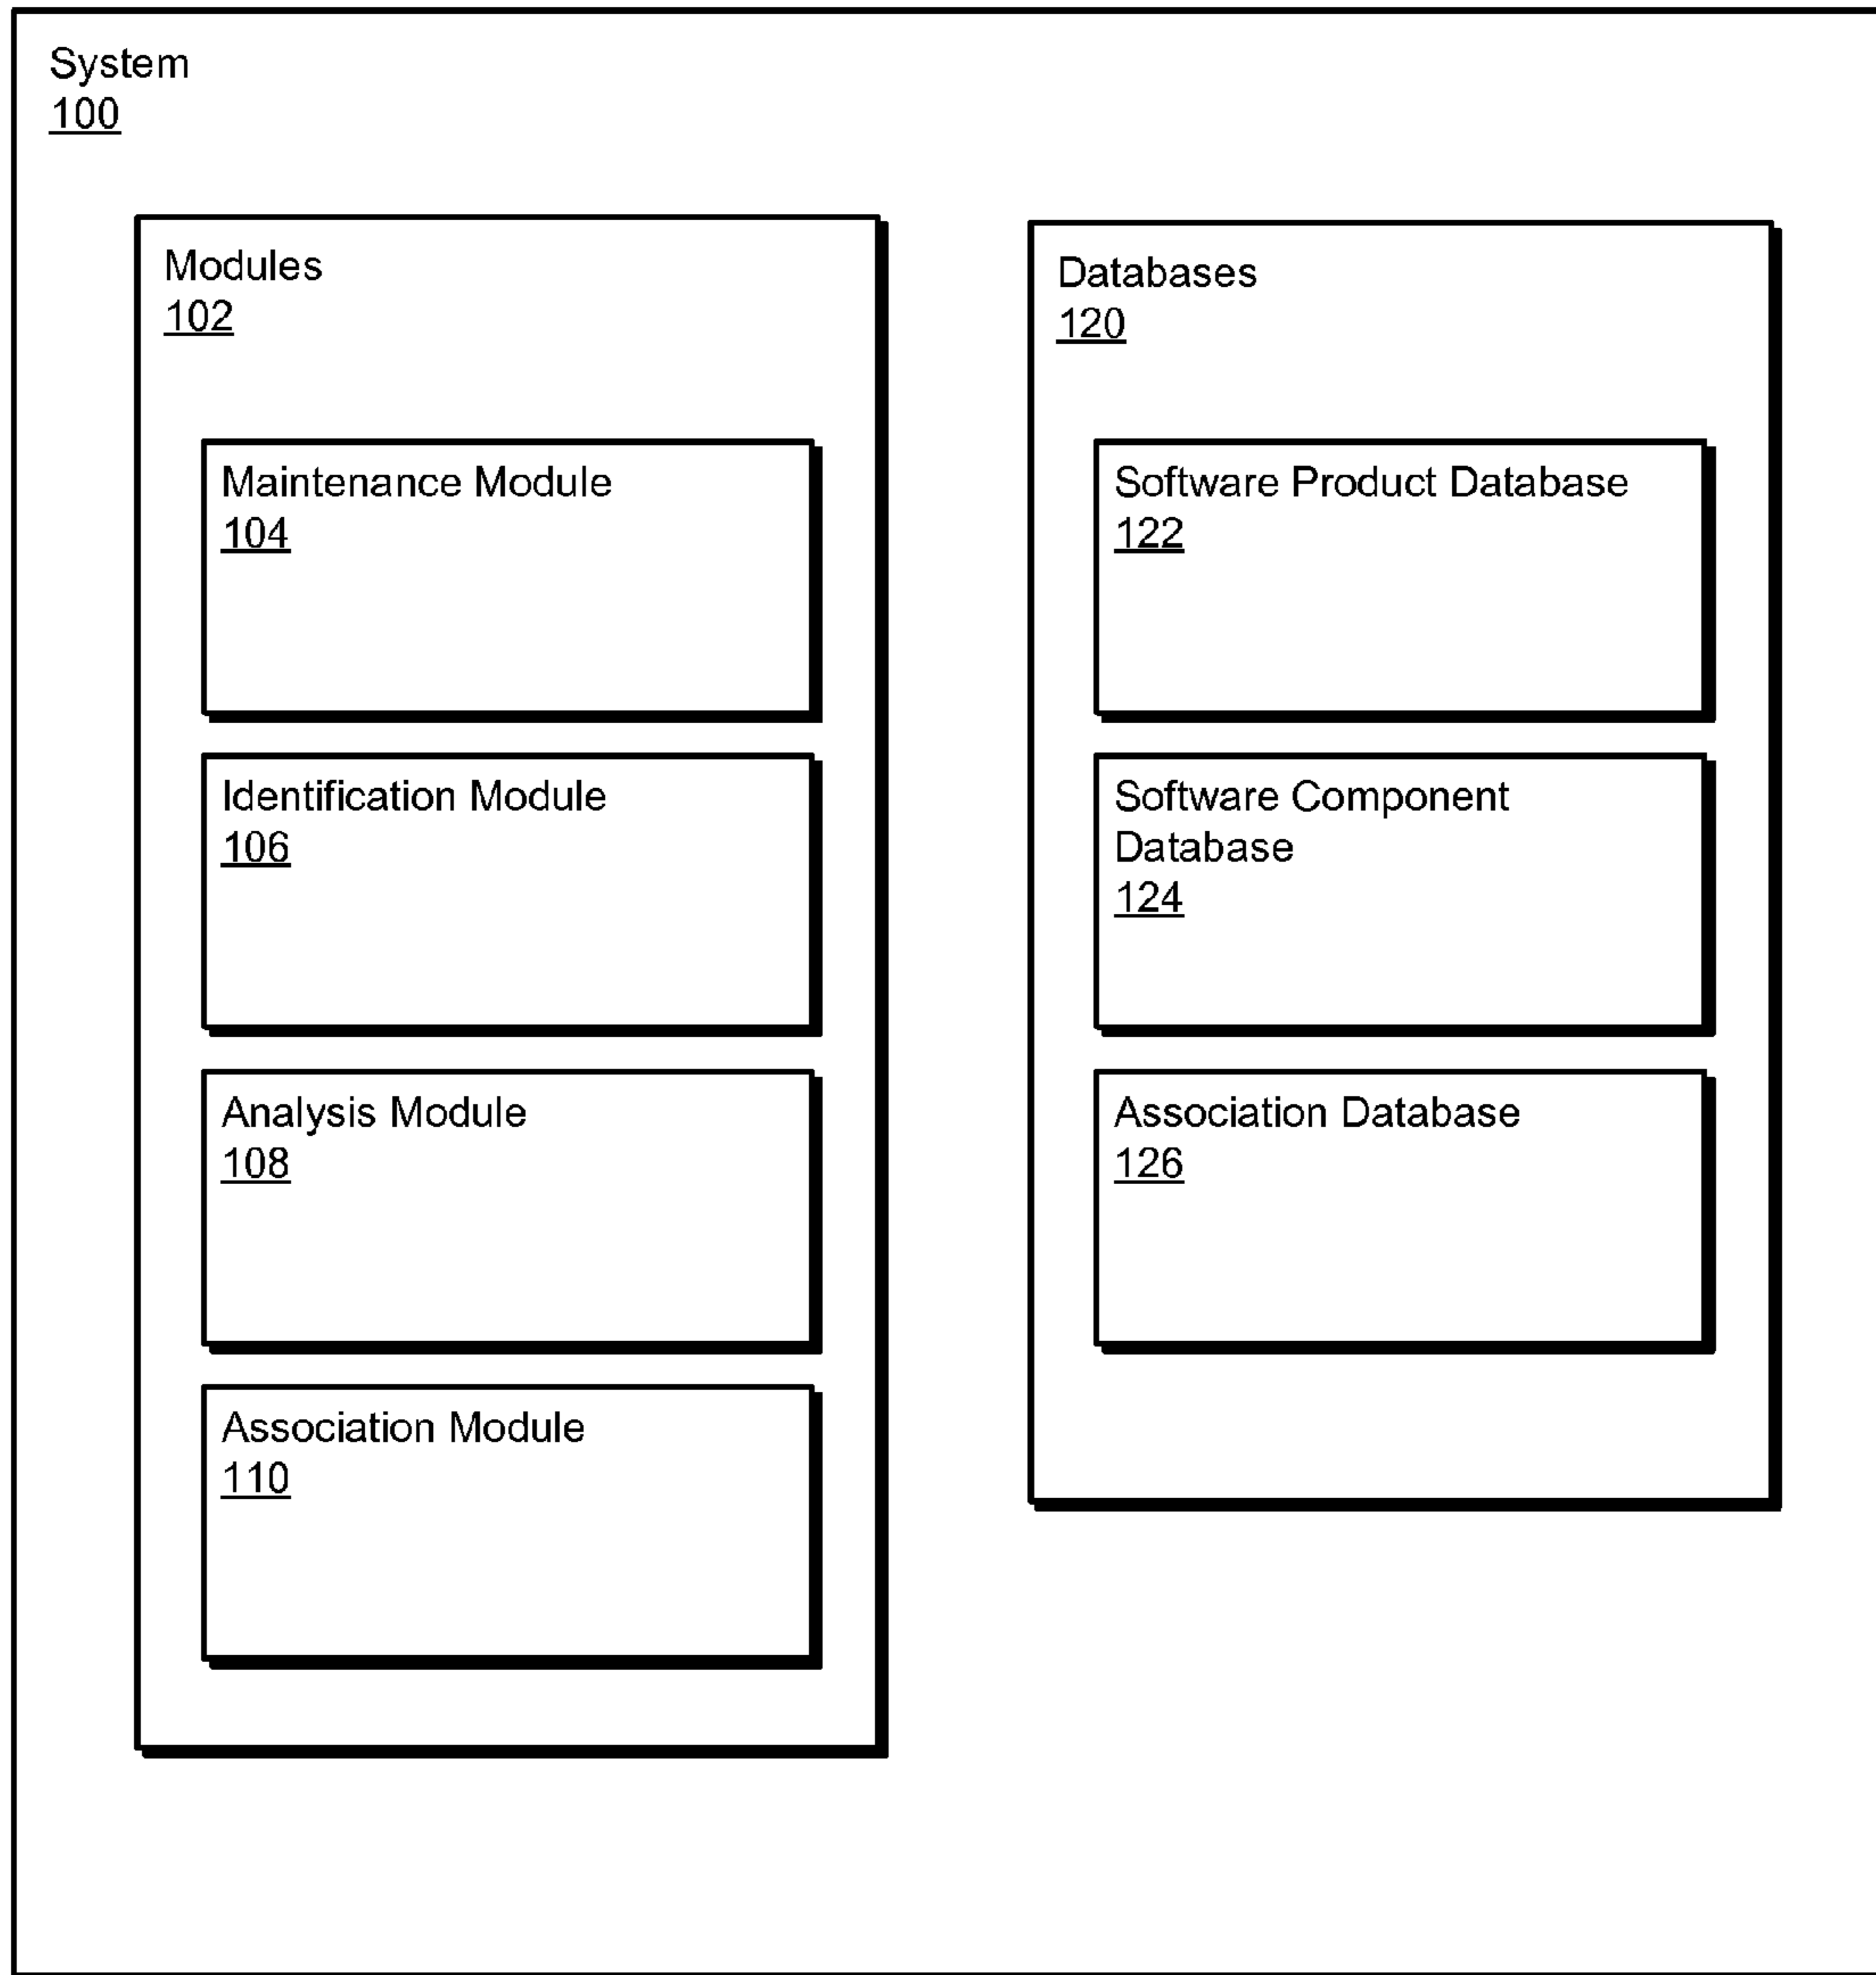 System
100
Modules
102
Maintenance Module
104
Identification Module
106
Analysis Module
108
Association Module
110
Databases
120
Software Product Database
122
Software Component
Database
124
Association Database
126